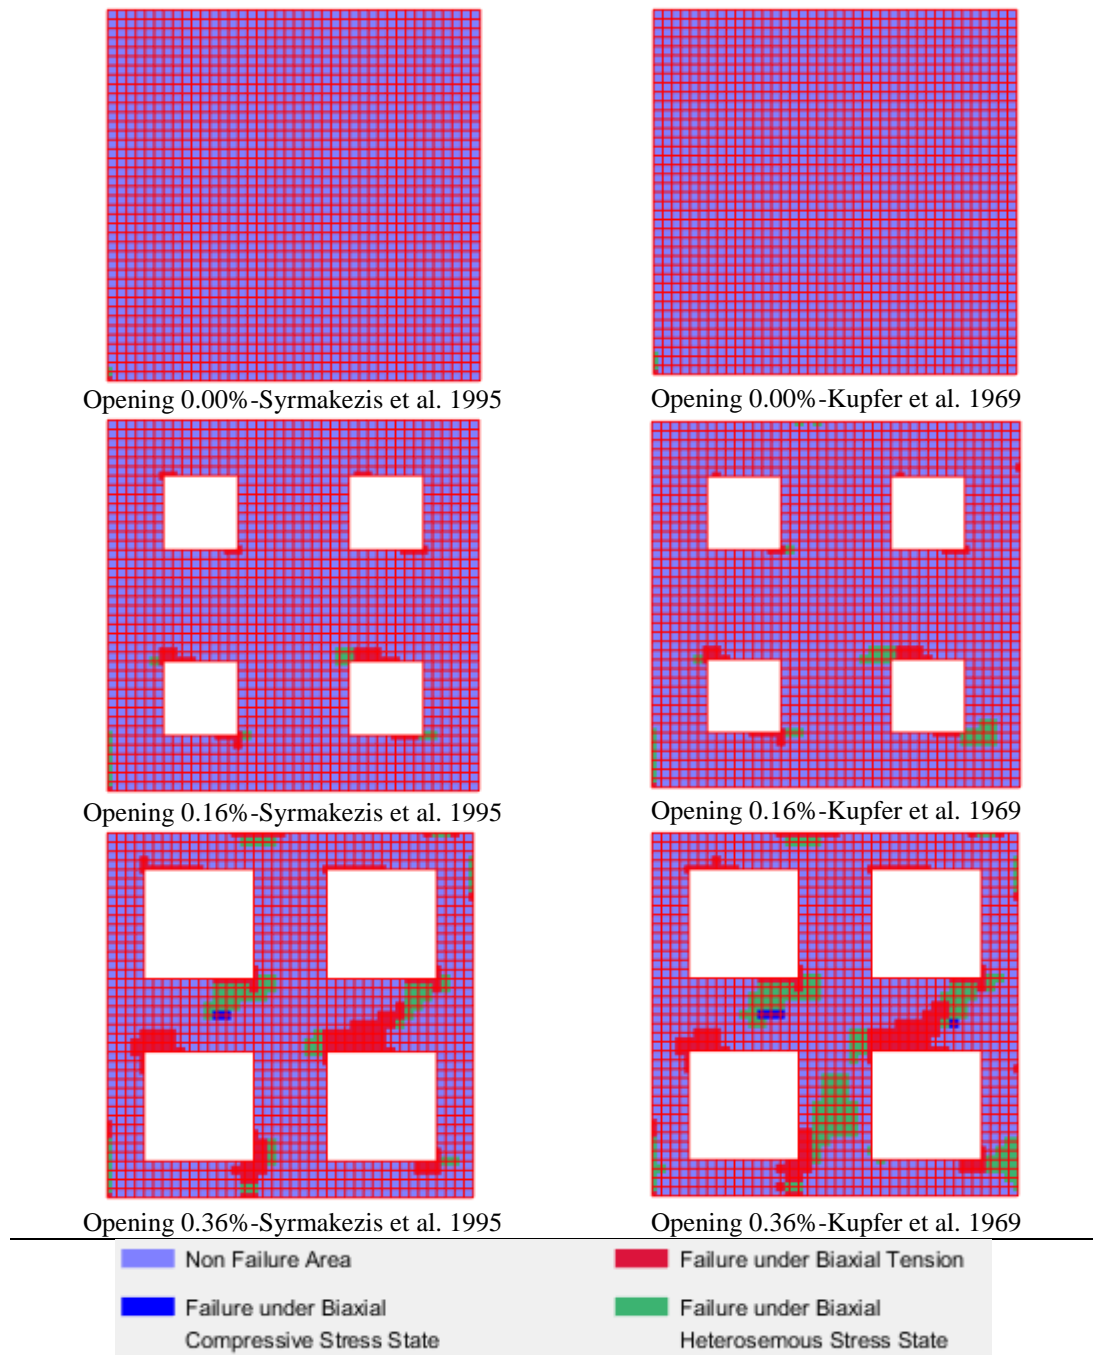 Opening 0.00%-Syrmakezis et al. 1995
Opening 0.00%-Kupfer et al. 1969
Opening 0.16%-Syrmakezis et al. 1995
Opening 0.16%-Kupfer et al. 1969
Opening 0.36%-Syrmakezis et al. 1995
Opening 0.36%-Kupfer et al. 1969
Non Failure Area
Failure under Biaxial Tension
Failure under Biaxial
Compressive Stress State
Failure under Biaxial
Heterosemous Stress State